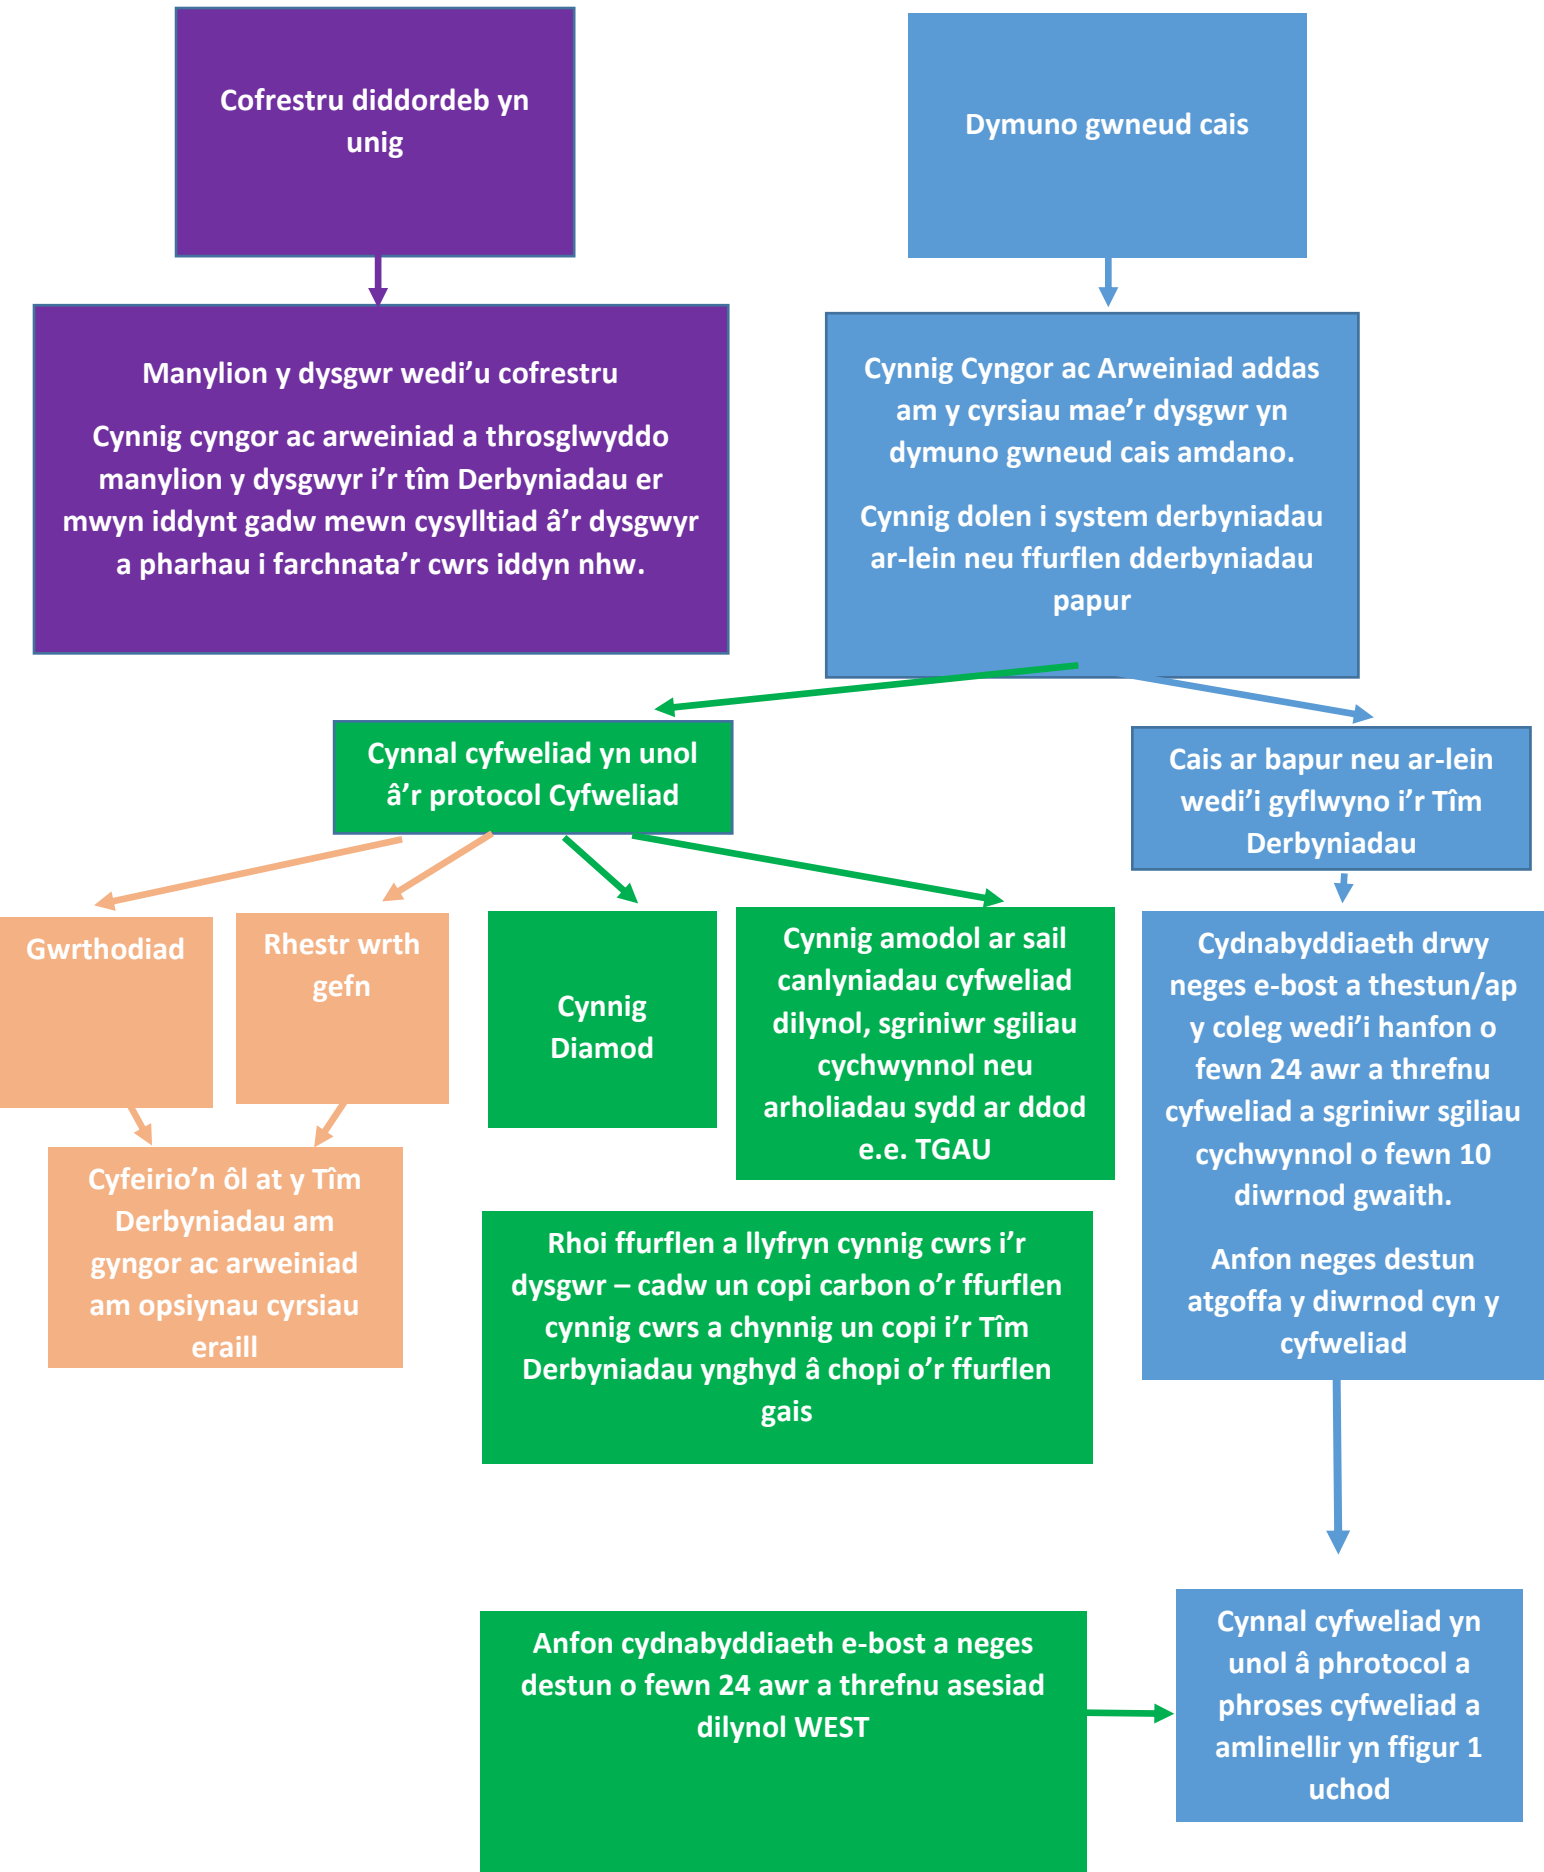 Cofrestru diddordeb yn
unig
Dymuno gwneud cais
Manylion y dysgwr wedi’u cofrestru
Cynnig cyngor ac arweiniad a throsglwyddo
manylion y dysgwyr i’r tîm Derbyniadau er
mwyn iddynt gadw mewn cysylltiad â’r dysgwyr
a pharhau i farchnata’r cwrs iddyn nhw.
Cynnig Cyngor ac Arweiniad addas
am y cyrsiau mae’r dysgwr yn
dymuno gwneud cais amdano.
Cynnig dolen i system derbyniadau
ar-lein neu ffurflen dderbyniadau
papur
Cynnal cyfweliad yn unol
â’r protocol Cyfweliad
Cais ar bapur neu ar-lein
wedi’i gyflwyno i’r Tîm
Derbyniadau
Gwrthodiad
Rhestr wrth
gefn
Cynnig
Diamod
Cynnig amodol ar sail
canlyniadau cyfweliad
dilynol, sgriniwr sgiliau
cychwynnol neu
arholiadau sydd ar ddod
e.e. TGAU
Cydnabyddiaeth drwy
neges e-bost a thestun/ap
y coleg wedi’i hanfon o
fewn 24 awr a threfnu
cyfweliad a sgriniwr sgiliau
cychwynnol o fewn 10
diwrnod gwaith.
Anfon neges destun
atgoffa y diwrnod cyn y
cyfweliad
Cyfeirio’n ôl at y Tîm
Derbyniadau am
gyngor ac arweiniad
am opsiynau cyrsiau
eraill
Rhoi ffurflen a llyfryn cynnig cwrs i’r
dysgwr – cadw un copi carbon o’r ffurflen
cynnig cwrs a chynnig un copi i’r Tîm
Derbyniadau ynghyd â chopi o’r ffurflen
gais
Anfon cydnabyddiaeth e-bost a neges
destun o fewn 24 awr a threfnu asesiad
dilynol WEST
Cynnal cyfweliad yn
unol â phrotocol a
phroses cyfweliad a
amlinellir yn ffigur 1
uchod